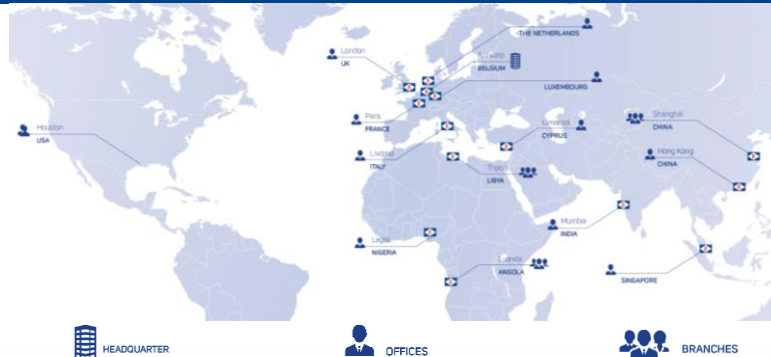 THE NETHERLANDS
London
UK
Antwerp
BELGIUM
LUXEMBOURG
Paris
FRANCE
Limassol
CYPRUS
Shanghai
CHINA
Houston
USA
Livorno
ITALY
Hong Kong
CHINA
Tripoli
LIBYA
Mumbai
INDIA
Lagos
NIGERIA
Luanda
ANGOLA
SINGAPORE
HEADQUARTER
OFFICES
BRANCHES